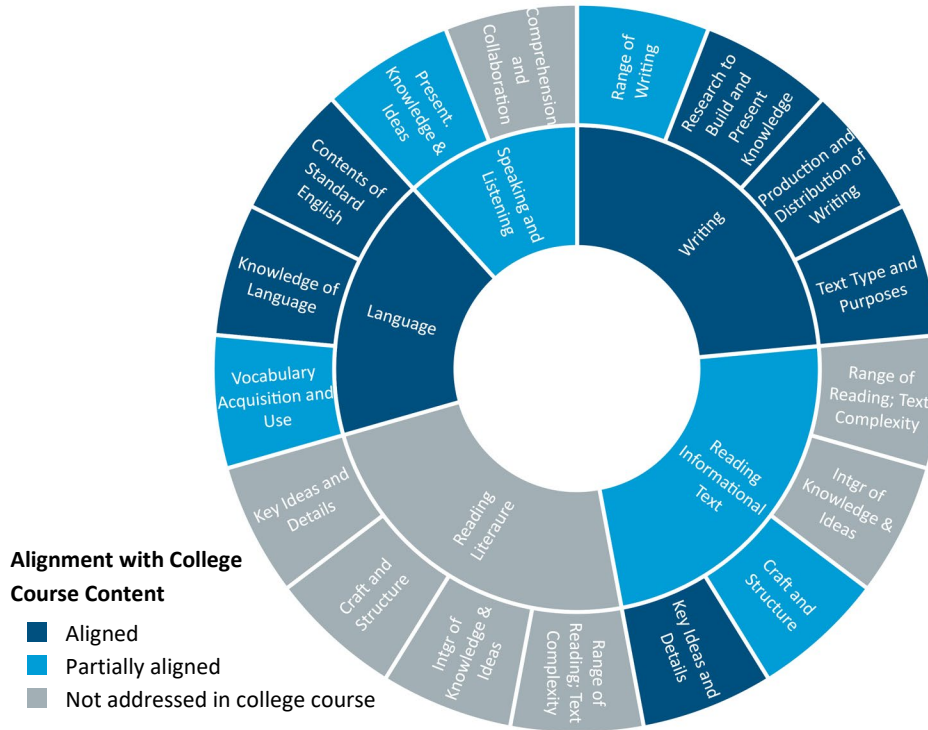 Comprehension
and
Collaboration
Present.
Knowledge &
Ideas
Contents of
Standard
English
Knowledge of
Language
Vocabulary
Acquisition and
Use
Key Ideas and
Details
Craft and
Structure
Intgr of
Knowledge &
Ideas
Range of
Reading; Text
Complexity
Key Ideas and
Details
Craft and
Structure
Intgr of
Knowledge &
Ideas
Range of
Reading; Text
Complexity
Text Type and
Purposes
Production and
Distribution of
Writing
Research to
Build and
Present
Knowledge
Range of
Writing
Speaking and
Listening
Writing
Language
Reading
Informational
Text
Reading
Literaure
Alignment with College
Course Content
Aligned
Partially aligned
Not addressed in college course